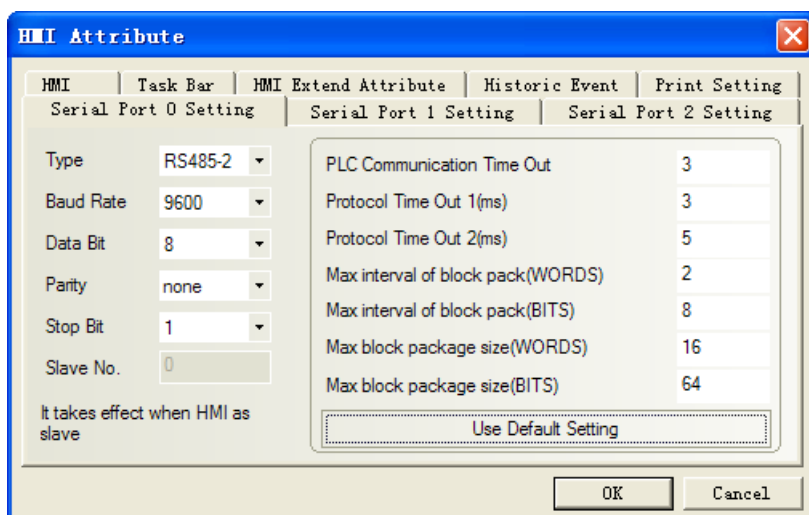 HMI Attribute
HMI
Task Bar
HMI Extend Attribute
Historic Event
Print Setting
Serial Port 0 Setting
Serial Port 1 Setting
Serial Port 2 Setting
Type RS485-2
Baud Rate 9600
Data Bit 8
Parity none
Stop Bit 1
Slave No. 0
It takes effect when HMI as
slave
PLC Communication Time Out 3
Protocol Time Out 1(ms) 3
Protocol Time Out 2(ms) 5
Max interval of block pack(WORDS) 2
Max interval of block pack(BITS) 8
Max block package size(WORDS) 16
Max block package size(BITS) 64
Use Default Setting
OK
Cancel